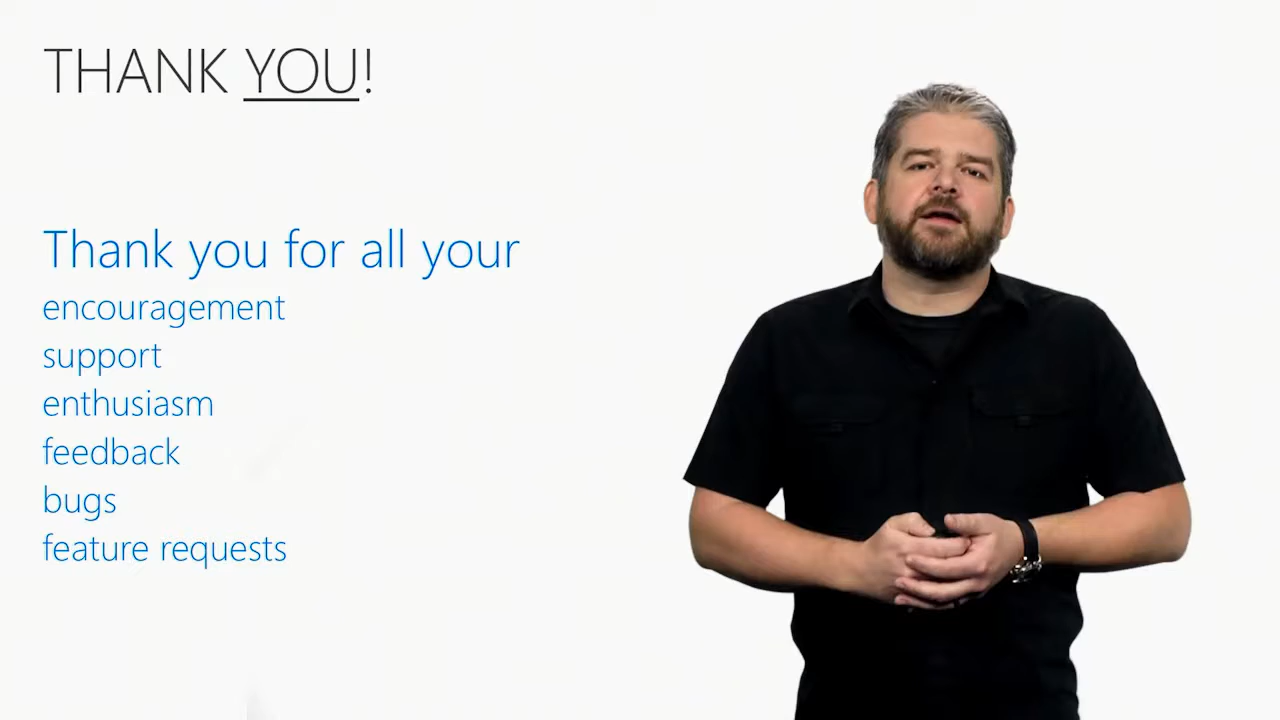 THANK YOU!
Thank you for all your
encouragement
support
enthusiasm
feedback
bugs
feature requests